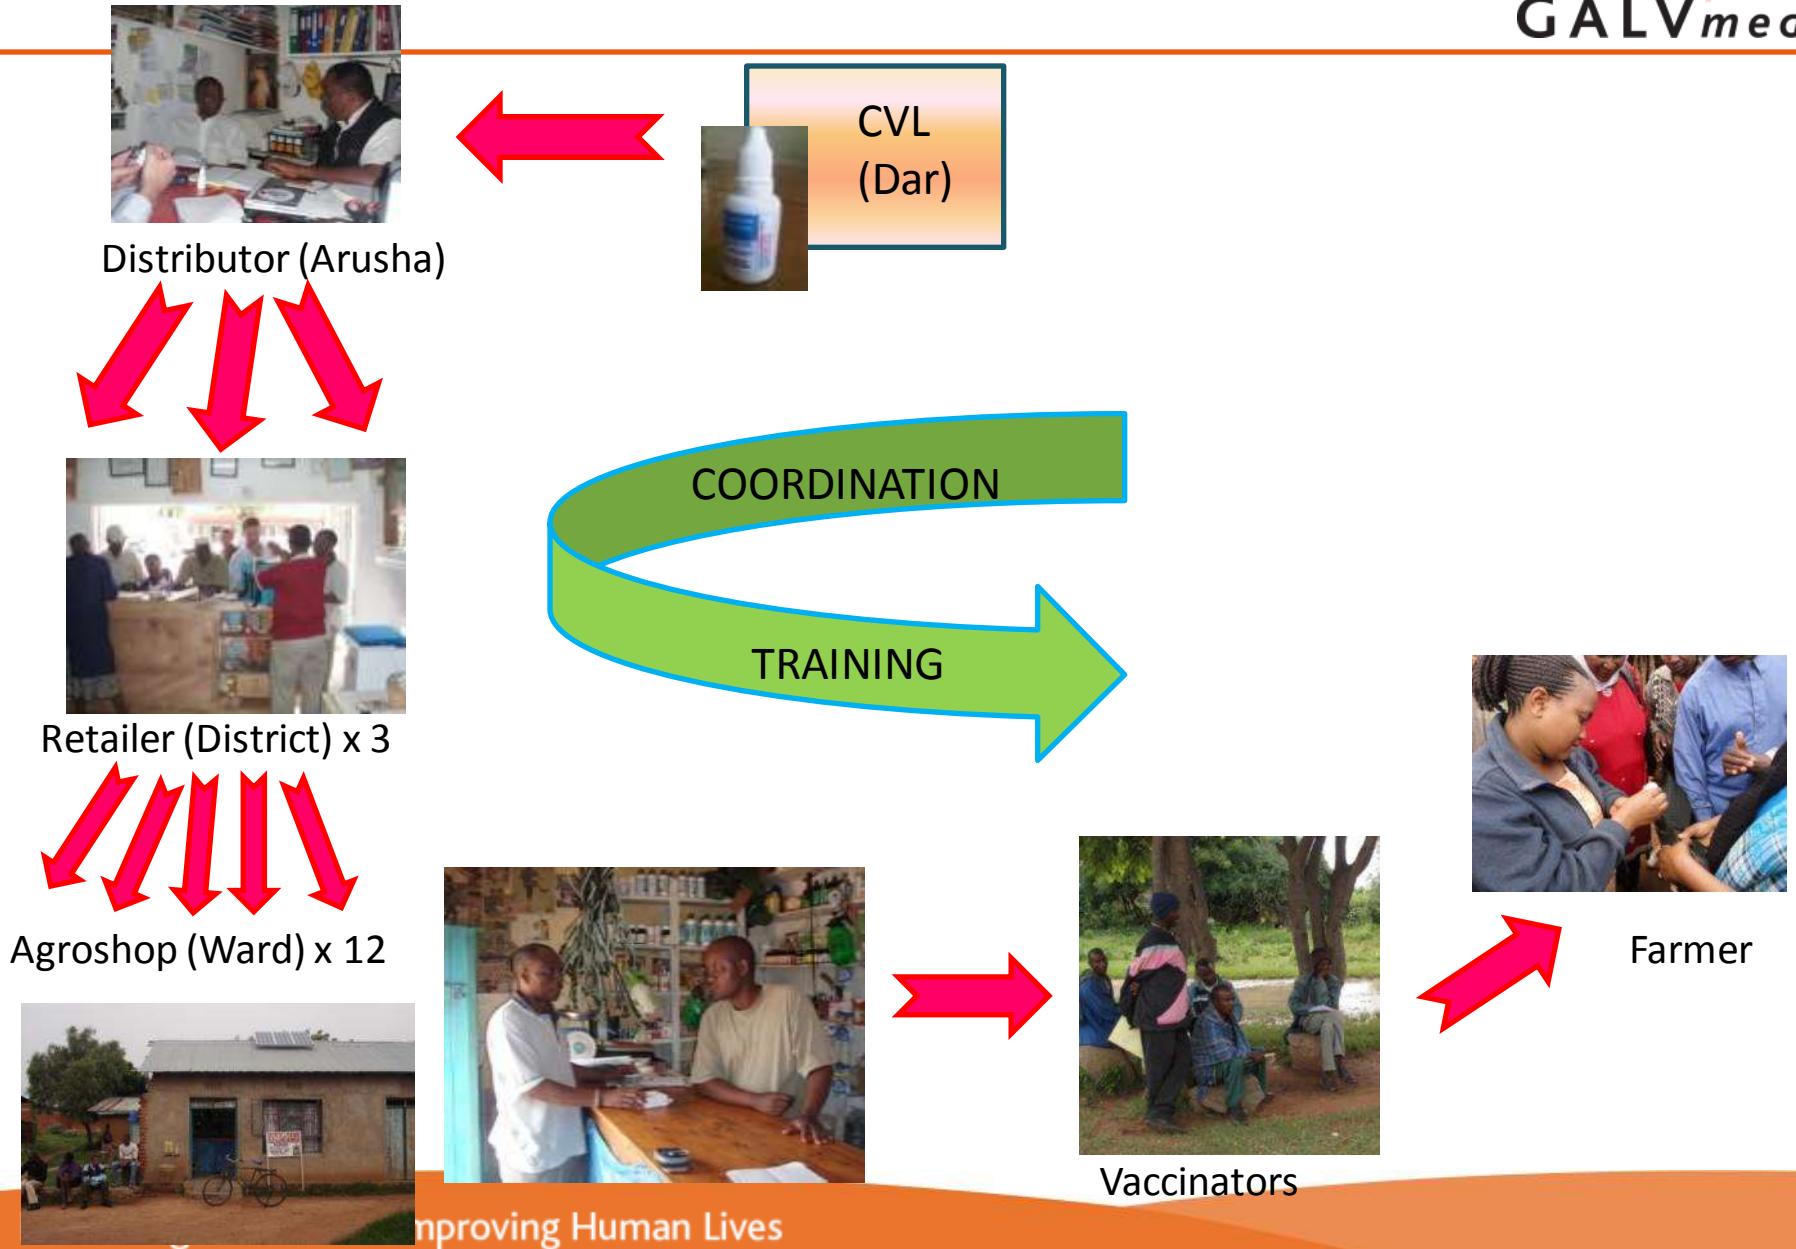 GALVmed
CVL
(Dar)
Distributor (Arusha)
COORDINATION
TRAINING
Retailer (District) x 3
Agroshop (Ward) x 12
Farmer
Vaccinators
mproving Human Lives